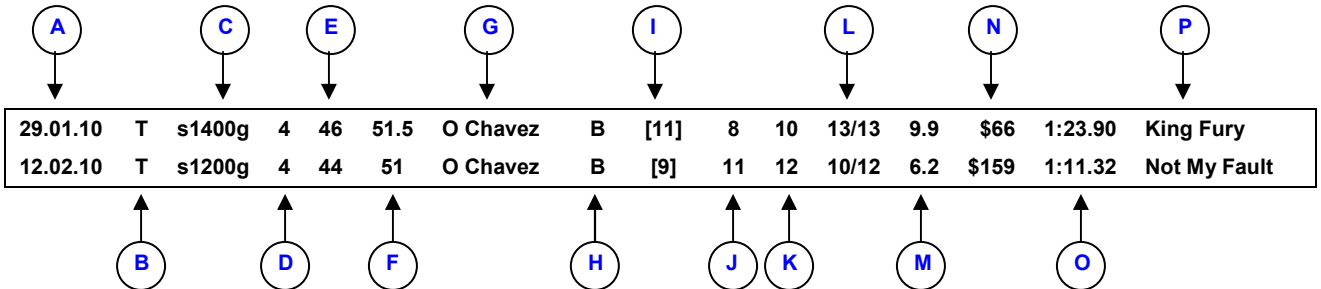 A C E G I L N P
29.01.10 T s1400g 4 46 51.5 O Chavez B [11] 8 10 13/13 9.9 $66 1:23.90 King Fury
12.02.10 T s1200g 4 44 51 O Chavez B [9] 11 12 10/12 6.2 $159 1:11.32 Not My Fault
B D F H J K M O